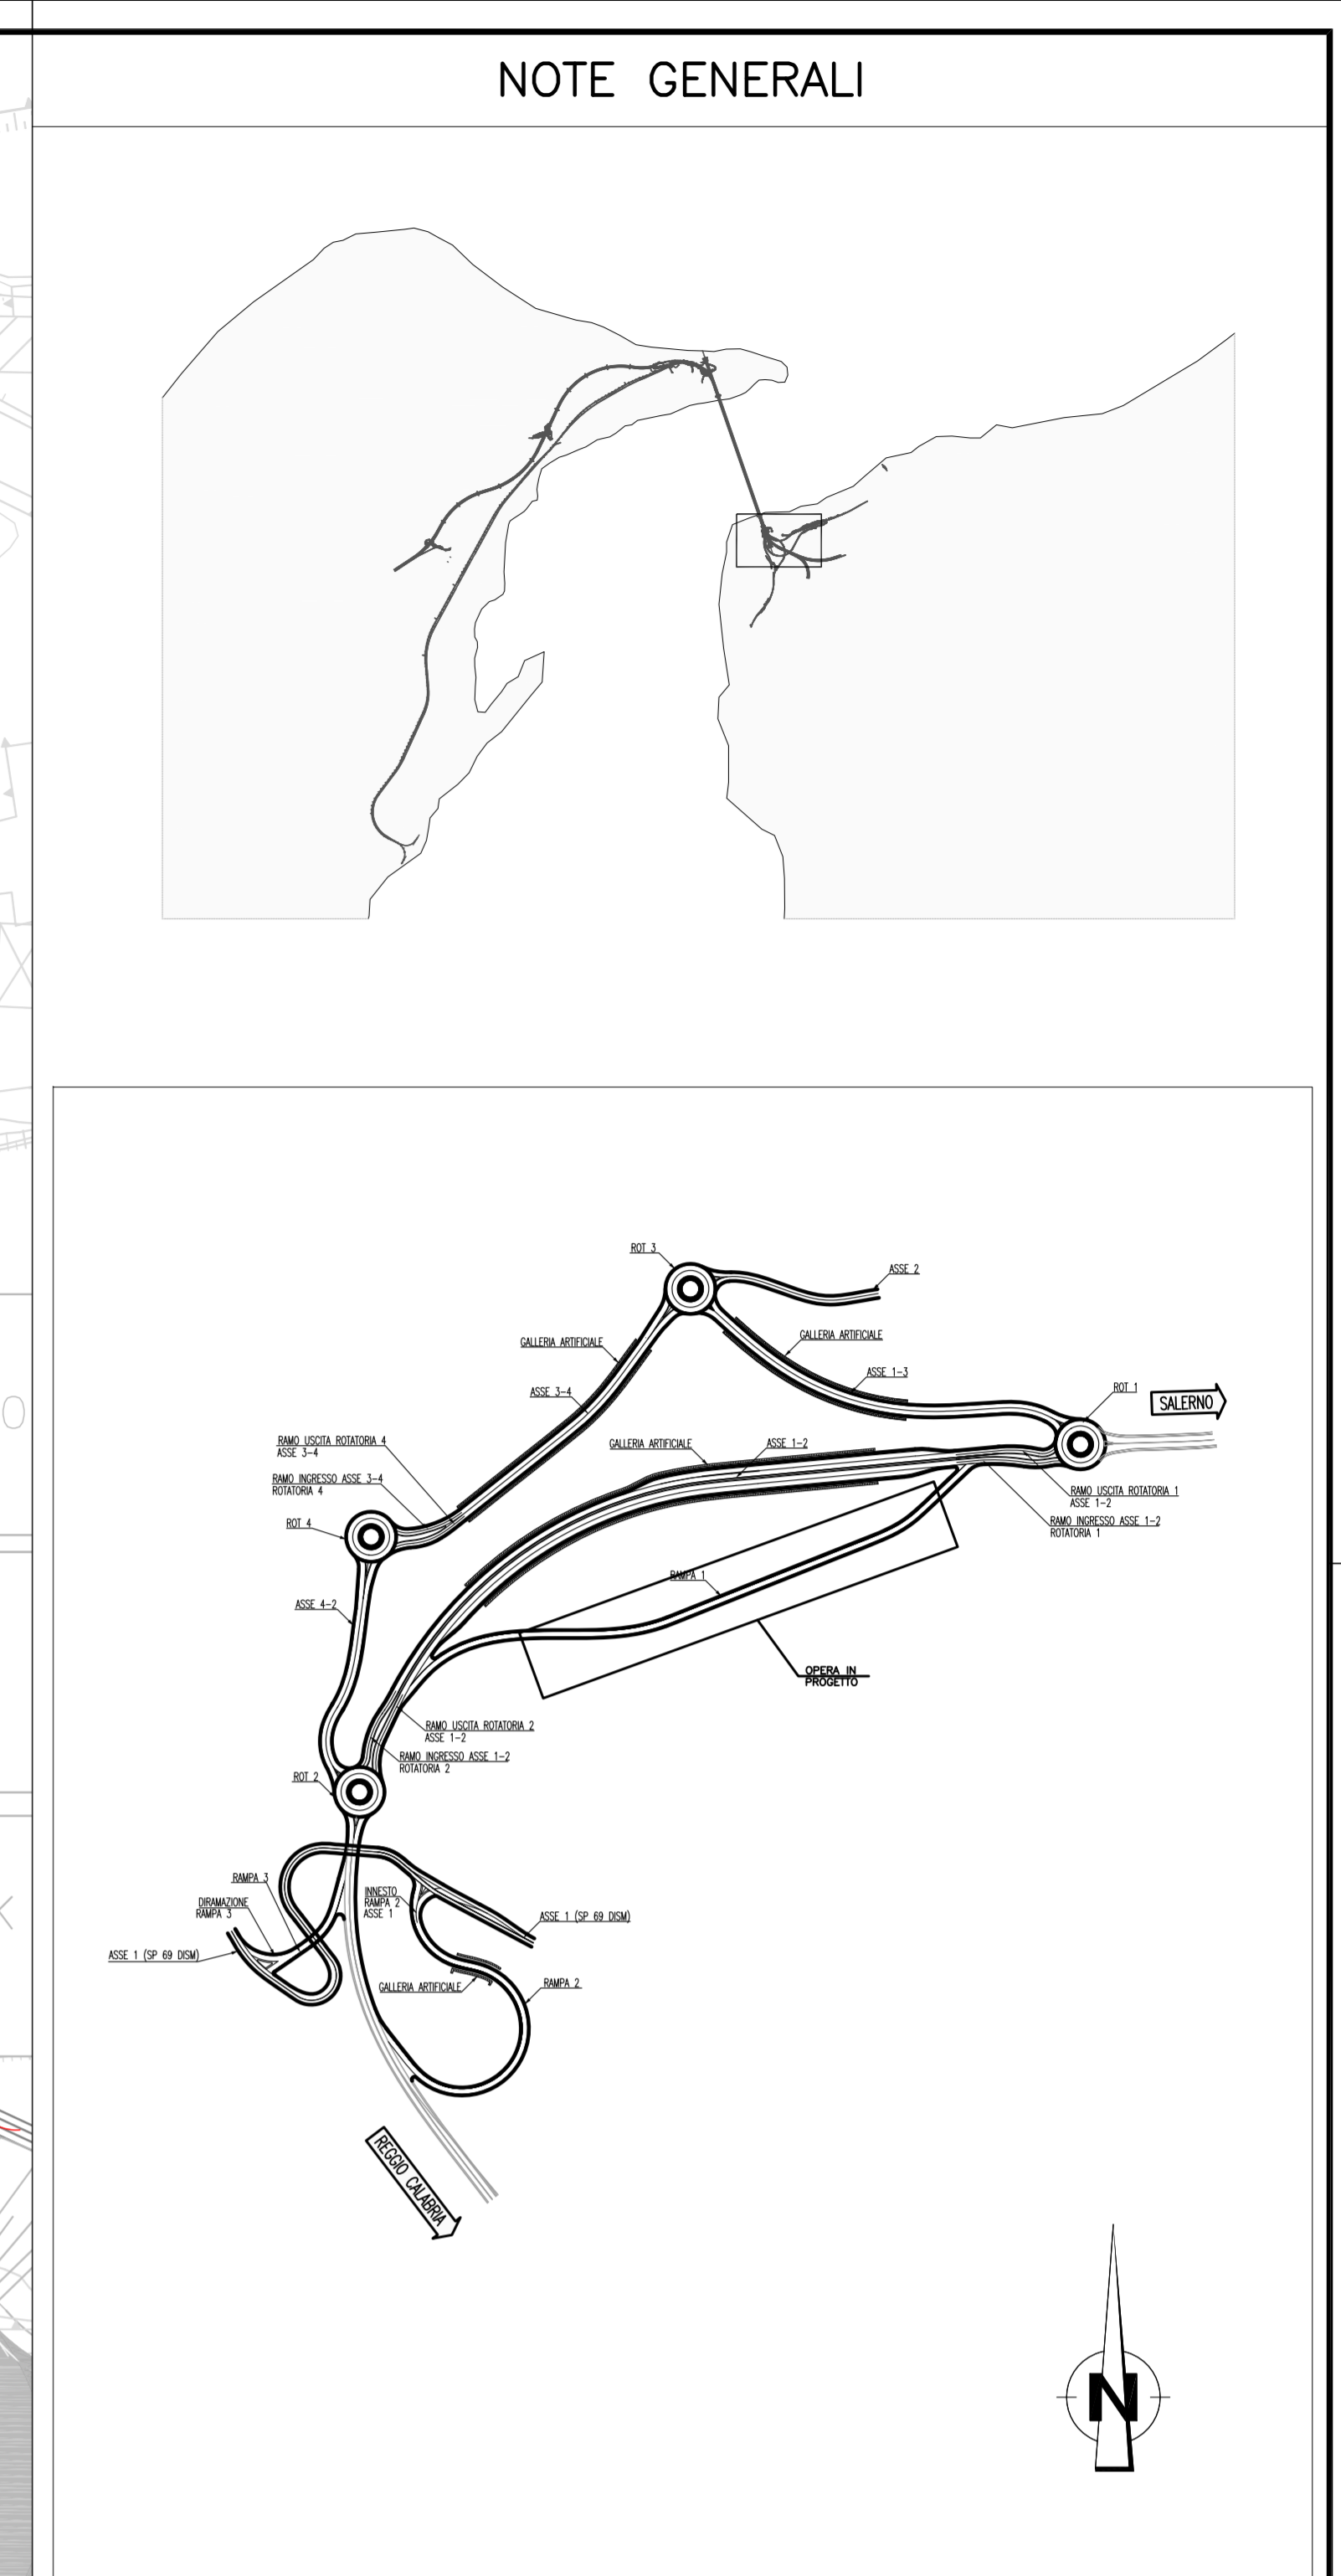 NOTE GENERALI
ROT 3
ASSE 2
GALLERIA ARTIFICIALE
GALLERIA ARTIFICIALE
ASSE 1-3
ASSE 3-4
ROT 1
SALERNO
RAMO USCITA ROTATORIA 4
ASSE 3-4
GALLERIA ARTIFICIALE
ASSE 1-2
RAMO INGRESSO ASSE 3-4
ROTATORIA 4
RAMO USCITA ROTATORIA 1
ASSE 1-2
ROT 4
RAMO INGRESSO ASSE 1-2
ROTATORIA 1
RAMPA 1
ASSE 4-2
OPERA IN
PROGETTO
RAMO USCITA ROTATORIA 2
ASSE 1-2
RAMO INGRESSO ASSE 1-2
ROTATORIA 2
ROT 2
RAMPA 3
INNESTO
RAMPA 2
ASSE 1
DIRAMAZIONE
RAMPA 3
ASSE 1 (SP 69 DISM)
ASSE 1 (SP 69 DISM)
GALLERIA ARTIFICIALE
RAMPA 2
REGGIO CALABRIA
N